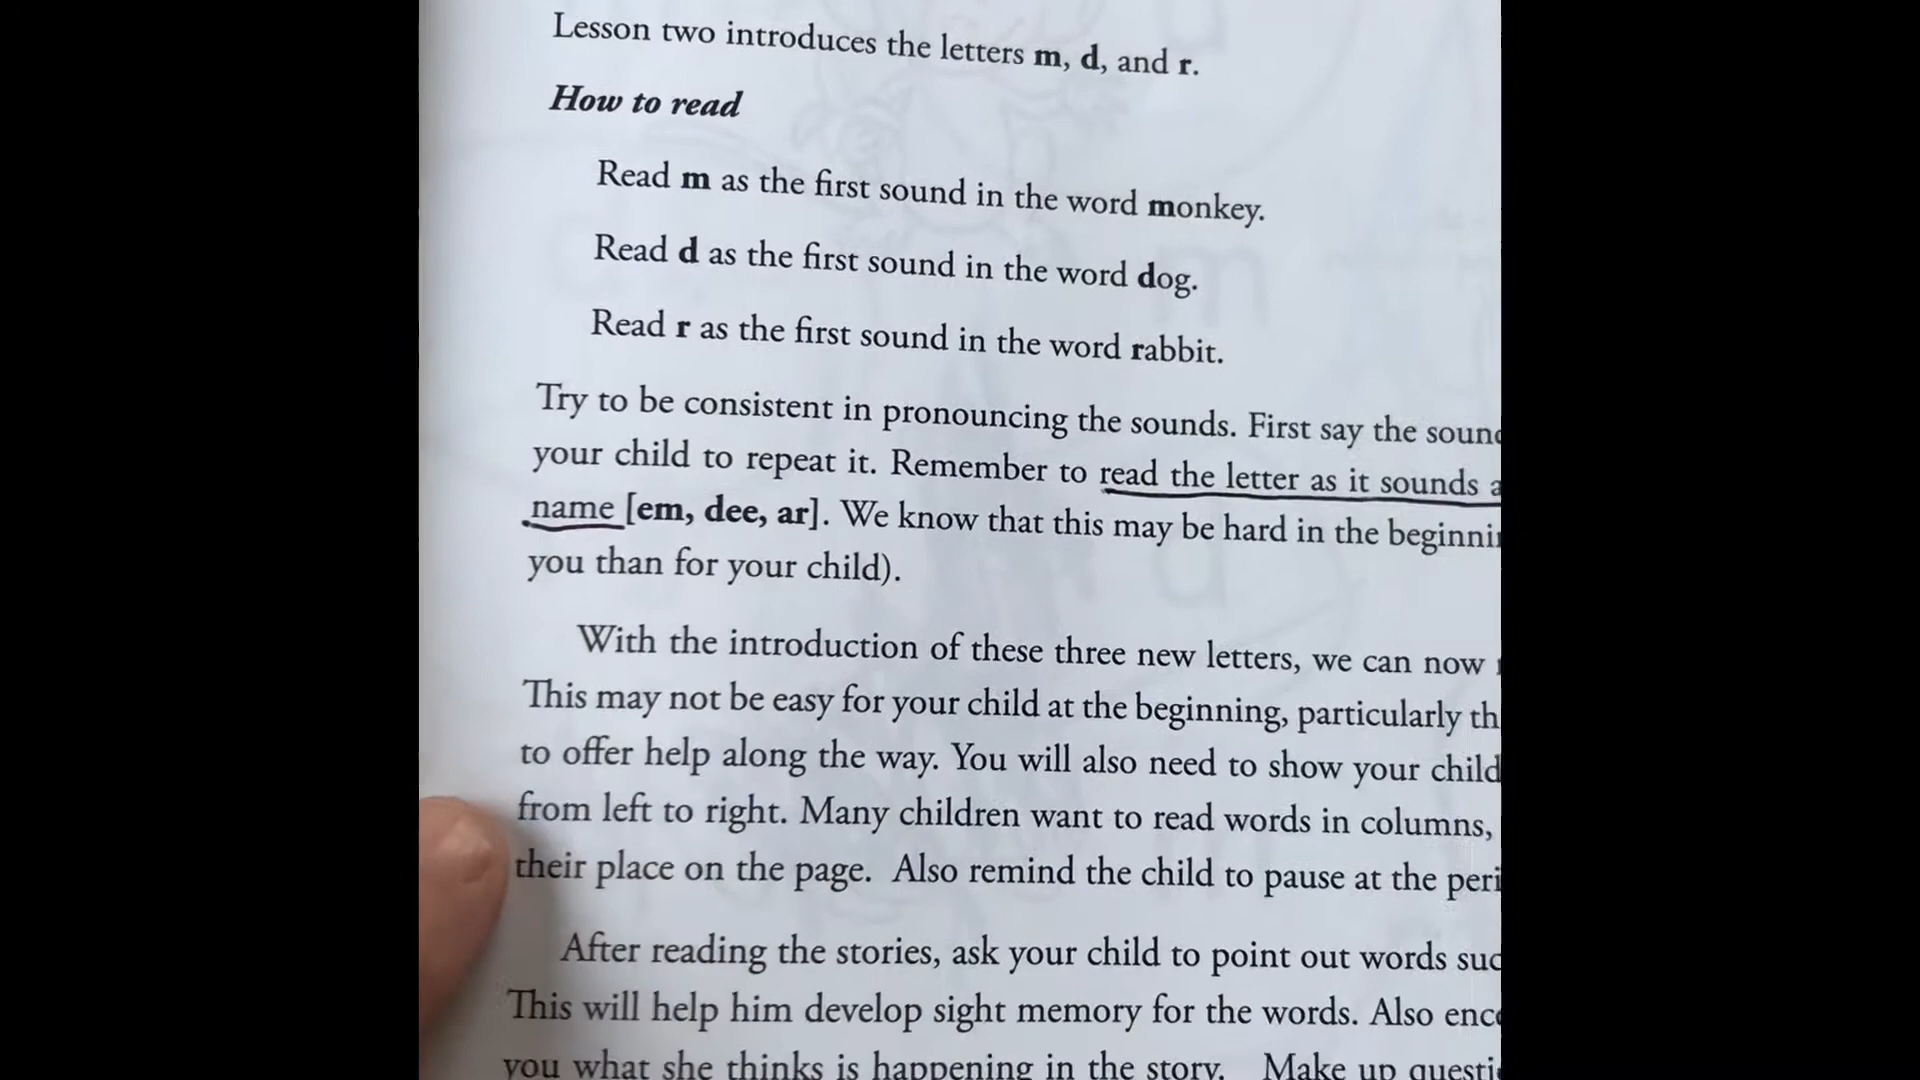 Lesson two introduces the letters m, d, and r.
How to read
Read m as the first sound in the word monkey.
Read d as the first sound in the word dog.
Read r as the first sound in the word rabbit.
Try to be consistent in pronouncing the sounds. First say the
your child to repeat it. Remember to read the letter as it sounds
name [em, dee, ar]. We know that this may be hard in the
you than for your child).
With the introduction of these three new letters, we can now
This may not be easy for your child at the beginning, particularly
to offer help along the way. You will also need to show your child
from left to right. Many children want to read words in columns,
their place on the page. Also remind the child to pause at the
After reading the stories, ask your child to point out words
This will help him develop sight memory for the words. Also
you what she thinks is happening in the story. Make up